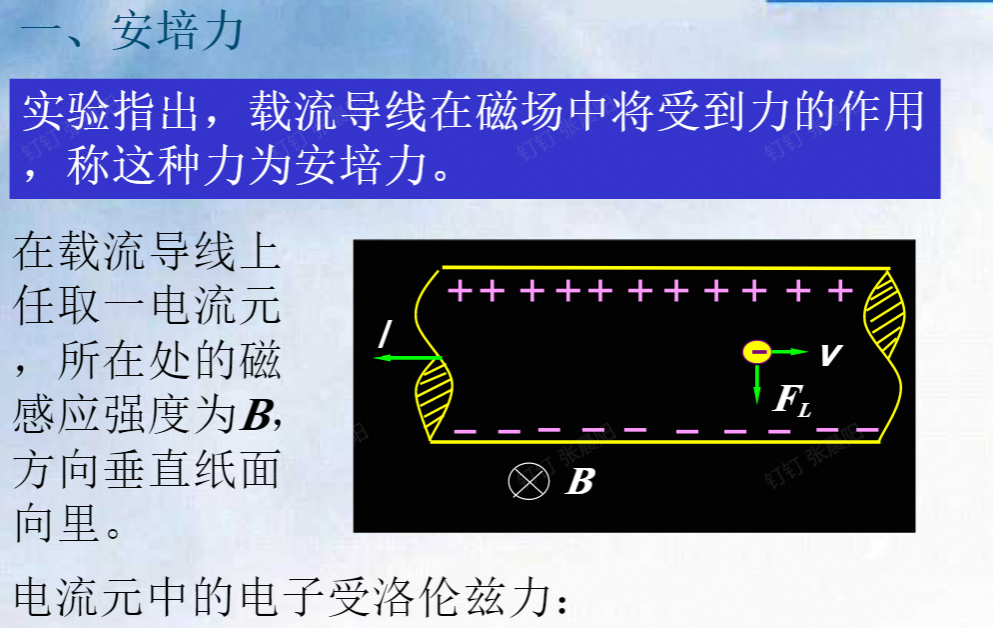 一、安培力
实验指出，载流导线在磁场中将受到力的作用
，称这种力为安培力。
在载流导线上
任取一电流元
，所在处的磁
感应强度为B，
方向垂直纸面
向里。
+ + + + + + + + + + +
I
− v
F_L
− − − − − − − − −
⊗ B
电流元中的电子受洛伦兹力：
钉钉 张晨阳